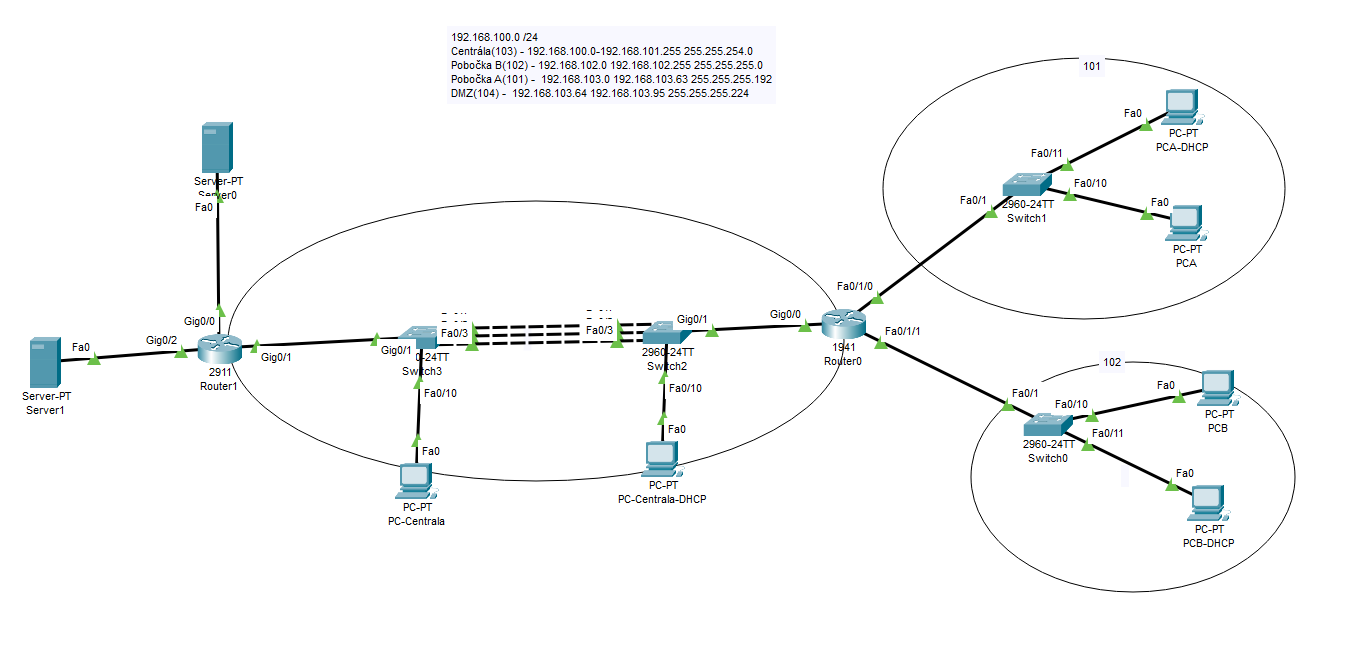 192.168.100.0 /24
Centrála(103) - 192.168.100.0-192.168.101.255 255.255.254.0
Pobočka B(102) - 192.168.102.0 192.168.102.255 255.255.255.0
Pobočka A(101) -  192.168.103.0 192.168.103.63 255.255.255.192
DMZ(104) -  192.168.103.64 192.168.103.95 255.255.255.224
101
Fa0
PC-PT
PCA-DHCP
Fa0/11
Fa0/10
Fa0/1
2960-24TT
Switch1
Fa0
PC-PT
PCA
Server-PT
Server0
Fa0
Gig0/0
Gig0/2
Fa0
Server-PT
Server1
2911
Router1
Gig0/1
Gig0/1
Fa0/3
0-24TT
Switch3
Fa0/10
Fa0
PC-PT
PC-Centrala
Fa0/3
Gig0/1
2960-24TT
Switch2
Fa0/10
Fa0
PC-PT
PC-Centrala-DHCP
Gig0/0
Fa0/1/0
Fa0/1/1
1941
Router0
102
Fa0/1
Fa0/10
Fa0/11
2960-24TT
Switch0
Fa0
PC-PT
PCB
Fa0
PC-PT
PCB-DHCP